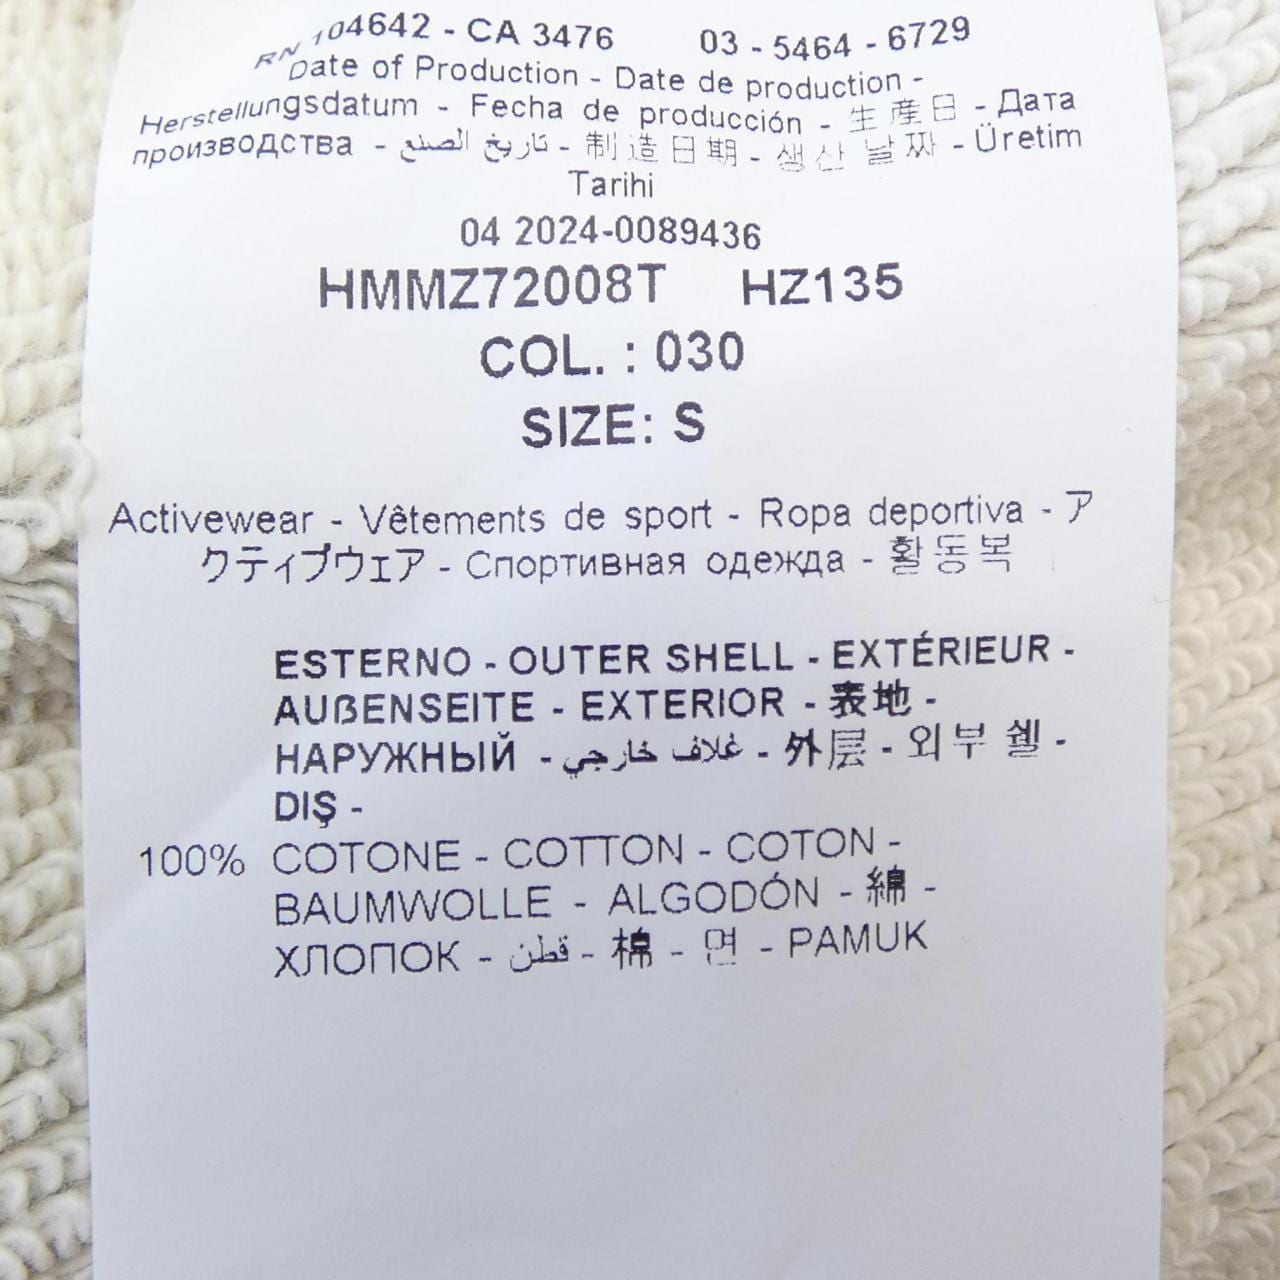 RN 104642 - CA 3476 03 - 5464 - 6729
Date of Production - Date de production -
Herstellungsdatum - Fecha de producción - 生産日 - Дата
производства - تاريخ الصنع - 制造日期 - 생산 날짜 - Üretim
Tarihi
04 2024-0089436
HMMZ72008T HZ135
COL. : 030
SIZE: S
Activewear - Vêtements de sport - Ropa deportiva - ア
クティブウェア - Спортивная одежда - 활동복
ESTERNO - OUTER SHELL - EXTÉRIEUR -
AUßENSEITE - EXTERIOR - 表地 -
НАРУЖНЫЙ - غلاف خارجي - 外层 - 외부 쉘 -
DIŞ -
100% COTONE - COTTON - COTON -
BAUMWOLLE - ALGODÓN - 綿 -
ХЛОПОК - قطن - 棉 - 면 - PAMUK